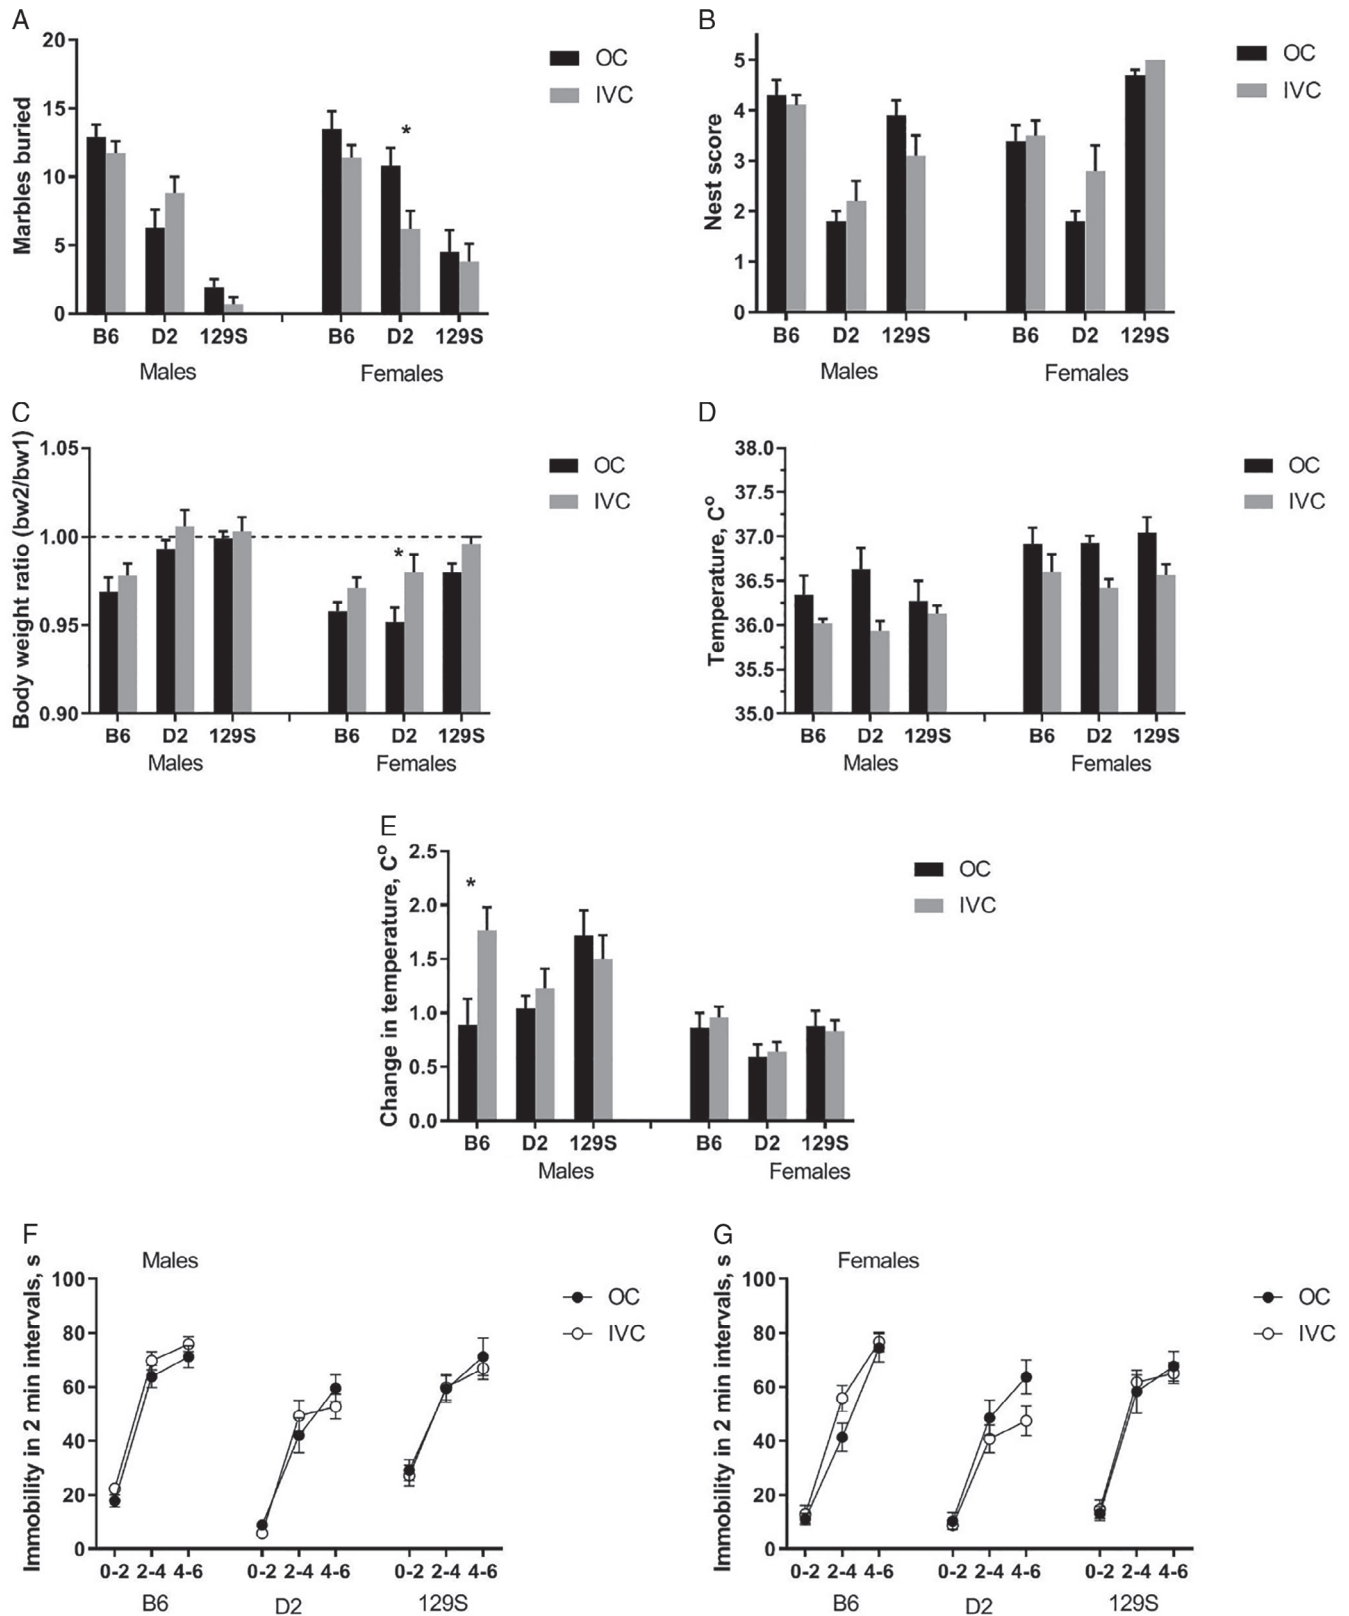 A
Marbles buried
20
15
10
5
0
*
B6 D2 129S B6 D2 129S
Males Females
OC
IVC
B
Nest score
5
4
3
2
1
0
B6 D2 129S B6 D2 129S
Males Females
OC
IVC
C
Body weight ratio (bw2/bw1)
1.05
1.00
0.95
0.90
*
B6 D2 129S B6 D2 129S
Males Females
OC
IVC
D
Temperature, Cº
38.0
37.5
37.0
36.5
36.0
35.5
35.0
B6 D2 129S B6 D2 129S
Males Females
OC
IVC
E
Change in temperature, Cº
2.5
2.0
1.5
1.0
0.5
0.0
*
B6 D2 129S B6 D2 129S
Males Females
OC
IVC
F
Males
Immobility in 2 min intervals, s
100
80
60
40
20
0
0-2 2-4 4-6 0-2 2-4 4-6 0-2 2-4 4-6
B6 D2 129S
OC
IVC
G
Females
Immobility in 2 min intervals, s
100
80
60
40
20
0
0-2 2-4 4-6 0-2 2-4 4-6 0-2 2-4 4-6
B6 D2 129S
OC
IVC